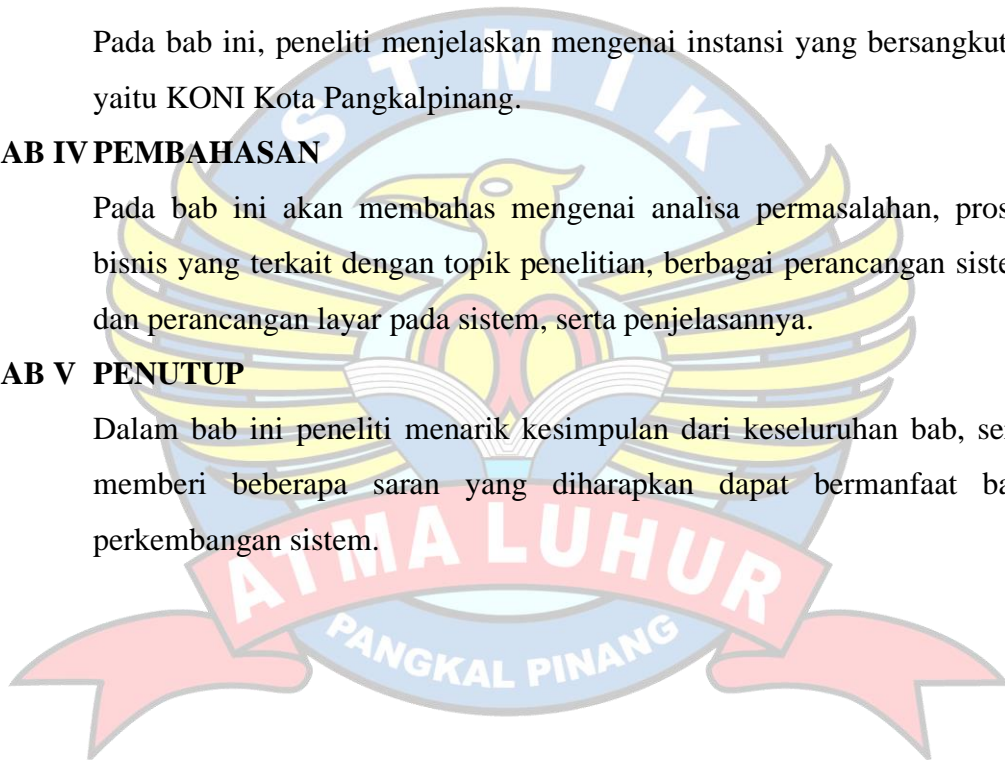 Pada bab ini, peneliti menjelaskan mengenai instansi yang bersangkut
yaitu KONI Kota Pangkalpinang.
AB IV PEMBAHASAN
Pada bab ini akan membahas mengenai analisa permasalahan, pros
bisnis yang terkait dengan topik penelitian, berbagai perancangan siste
dan perancangan layar pada sistem, serta penjelasannya.
AB V PENUTUP
Dalam bab ini peneliti menarik kesimpulan dari keseluruhan bab, ser
memberi beberapa saran yang diharapkan dapat bermanfaat ba
perkembangan sistem.
STMIK
ATMA LUHUR
PANGKAL PINANG